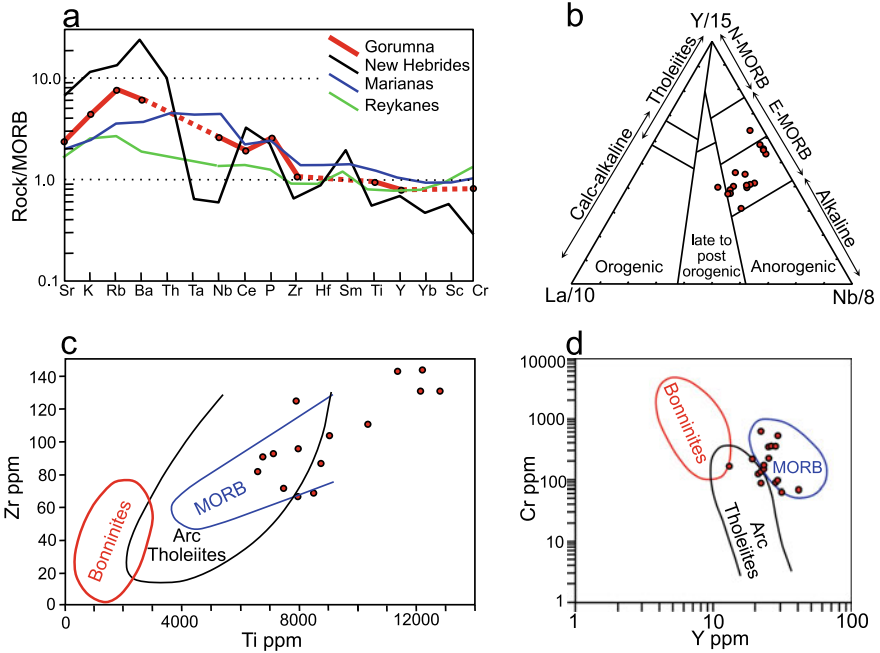 a
Gorumna
New Hebrides
Marianas
Reykanes
Rock/MORB
10.0
1.0
0.1
Sr K Rb Ba Th Ta Nb Ce P Zr Hf Sm Ti Y Yb Sc Cr
b
Y/15
Tholeiites
Calc-alkaline
N-MORB
E-MORB
Alkaline
Orogenic
late to
post
orogenic
Anorogenic
La/10
Nb/8
c
Zr ppm
140
120
100
80
60
40
20
0
Bonninites
MORB
Arc
Tholeiites
0 4000 8000 12000
Ti ppm
d
Cr ppm
10000
1000
100
10
1
Bonninites
MORB
Arc
Tholeiites
1 10 100
Y ppm